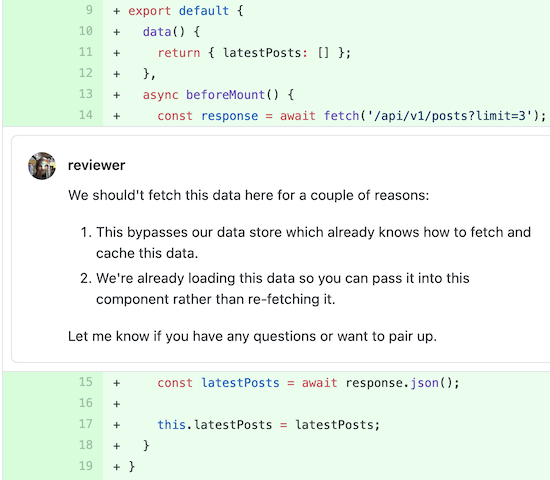 9 + export default {
10 + data() {
11 + return { latestPosts: [] };
12 + },
13 + async beforeMount() {
14 + const response = await fetch('/api/v1/posts?limit=3');
reviewer
We should't fetch this data here for a couple of reasons:
1. This bypasses our data store which already knows how to fetch and
cache this data.
2. We're already loading this data so you can pass it into this
component rather than re-fetching it.
Let me know if you have any questions or want to pair up.
15 + const latestPosts = await response.json();
16 +
17 + this.latestPosts = latestPosts;
18 + }
19 + }